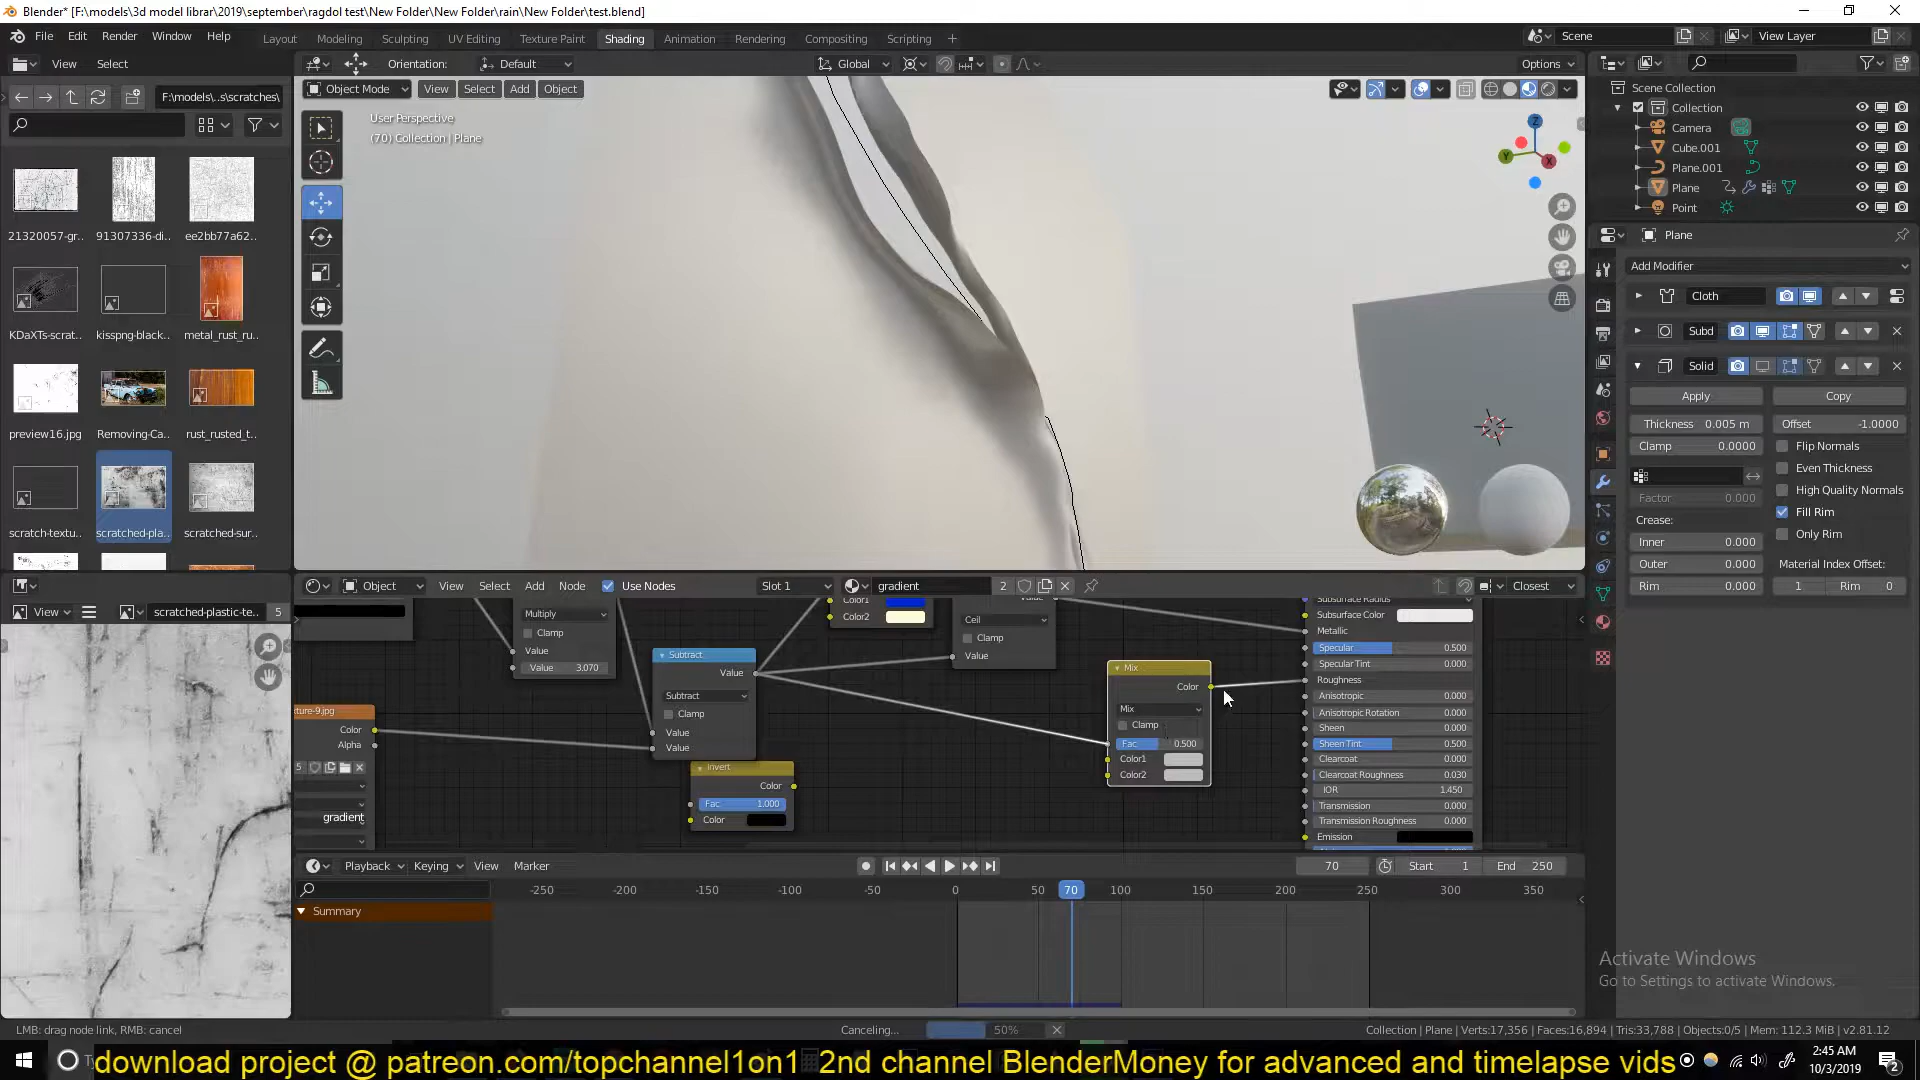 Blender* [F:\models\3d model librar\2019\september\ragdol test\New Folder\New Folder\rain\New Folder\test.blend]
File Edit Render Window Help
Layout Modeling Sculpting UV Editing Texture Paint Shading Animation Rendering Compositing Scripting
Scene
View Layer
View Select
Orientation: Default
Global
Options
F:\models\..s\scratches\
Object Mode View Select Add Object
User Perspective
(70) Collection | Plane
21320057-gr.. 91307336-di.. ee2bb77a62..
KDaXTs-scrat.. kisspng-black.. metal_rust_ru..
preview16.jpg Removing-Ca.. rust_rusted_t..
scratch-textu.. scratched-pla.. scratched-sur..
Scene Collection
Collection
Camera
Cube.001
Plane.001
Plane
Point
Plane
Add Modifier
Cloth
Subd
Solid
Apply Copy
Thickness 0.005 m Offset -1.0000
Clamp 0.0000 Flip Normals
Even Thickness
Factor 0.000 High Quality Normals
Crease: Fill Rim
Inner 0.000 Only Rim
Outer 0.000 Material Index Offset:
Rim 0.000 1 Rim 0
View scratched-plastic-te.. 5
Object View Select Add Node Use Nodes Slot 1 gradient 2 Closest
Multiply
Clamp
Value
Value 3.070
Subtract
Value
Subtract
Clamp
Value
Value
xture-9.jpg
Color
Alpha
5
gradient
Invert
Color
Fac 1.000
Color
Color1
Color2
Value
Ceil
Clamp
Value
Mix
Color
Mix
Clamp
Fac 0.500
Color1
Color2
Subsurface Radius
Subsurface Color
Metallic
Specular 0.500
Specular Tint 0.000
Roughness
Anisotropic 0.000
Anisotropic Rotation 0.000
Sheen 0.000
Sheen Tint 0.500
Clearcoat 0.000
Clearcoat Roughness 0.030
IOR 1.450
Transmission 0.000
Transmission Roughness 0.000
Emission
Playback Keying View Marker
70 Start 1 End 250
-250 -200 -150 -100 -50 0 50 70 100 150 200 250 300 350
Summary
Activate Windows
Go to Settings to activate Windows.
LMB: drag node link, RMB: cancel
Canceling... 50%
Collection | Plane | Verts:17,356 | Faces:16,894 | Tris:33,788 | Objects:0/5 | Mem: 112.3 MiB | v2.81.12
download project @ patreon.com/topchannel1on1 2nd channel BlenderMoney for advanced and timelapse vids
2:45 AM
10/3/2019
2